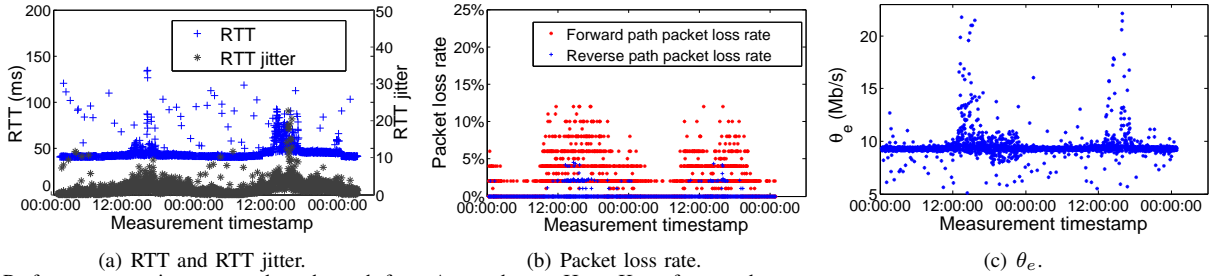 200
150
100
50
0
RTT (ms)
50
40
30
20
10
0
RTT jitter
RTT
RTT jitter
00:00:00 12:00:00 00:00:00 12:00:00 00:00:00
Measurement timestamp
(a) RTT and RTT jitter.
25%
20%
15%
10%
5%
0%
Packet loss rate
Forward path packet loss rate
Reverse path packet loss rate
00:00:00 12:00:00 00:00:00 12:00:00 00:00:00
Measurement timestamp
(b) Packet loss rate.
20
15
10
5
θe (Mb/s)
00:00:00 12:00:00 00:00:00 12:00:00 00:00:00
Measurement timestamp
(c) θe.